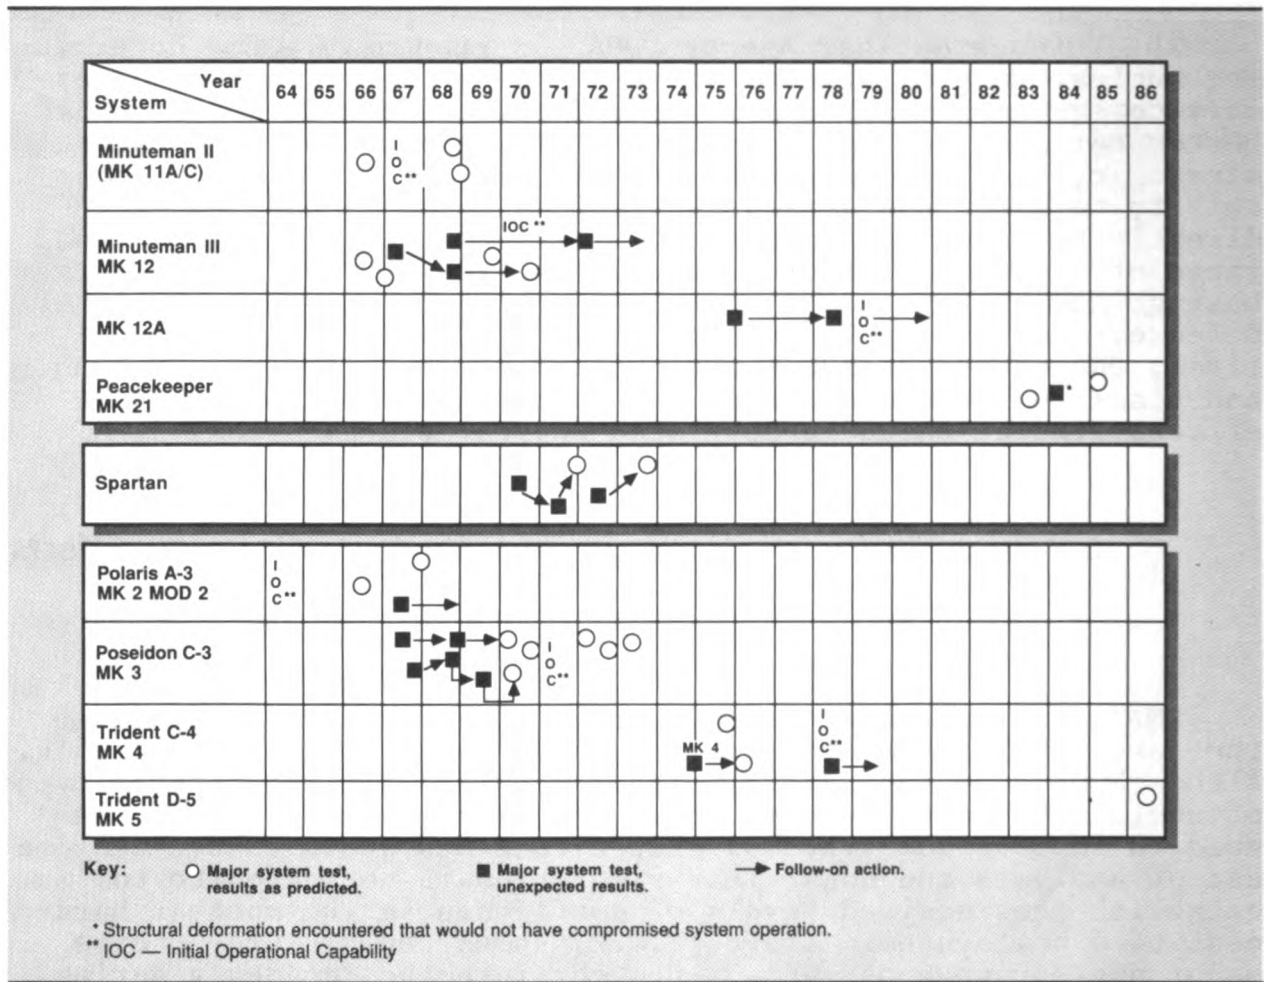 Year
System
64 65 66 67 68 69 70 71 72 73 74 75 76 77 78 79 80 81 82 83 84 85 86
Minuteman II
(MK 11A/C)
I
O
C**
Minuteman III
MK 12
IOC **
MK 12A
I
O
C**
Peacekeeper
MK 21
*
Spartan
Polaris A-3
MK 2 MOD 2
I
O
C**
Poseidon C-3
MK 3
I
O
C**
Trident C-4
MK 4
MK 4
I
O
C**
Trident D-5
MK 5
Key:
Major system test,
results as predicted.
Major system test,
unexpected results.
Follow-on action.
* Structural deformation encountered that would not have compromised system operation.
** IOC — Initial Operational Capability